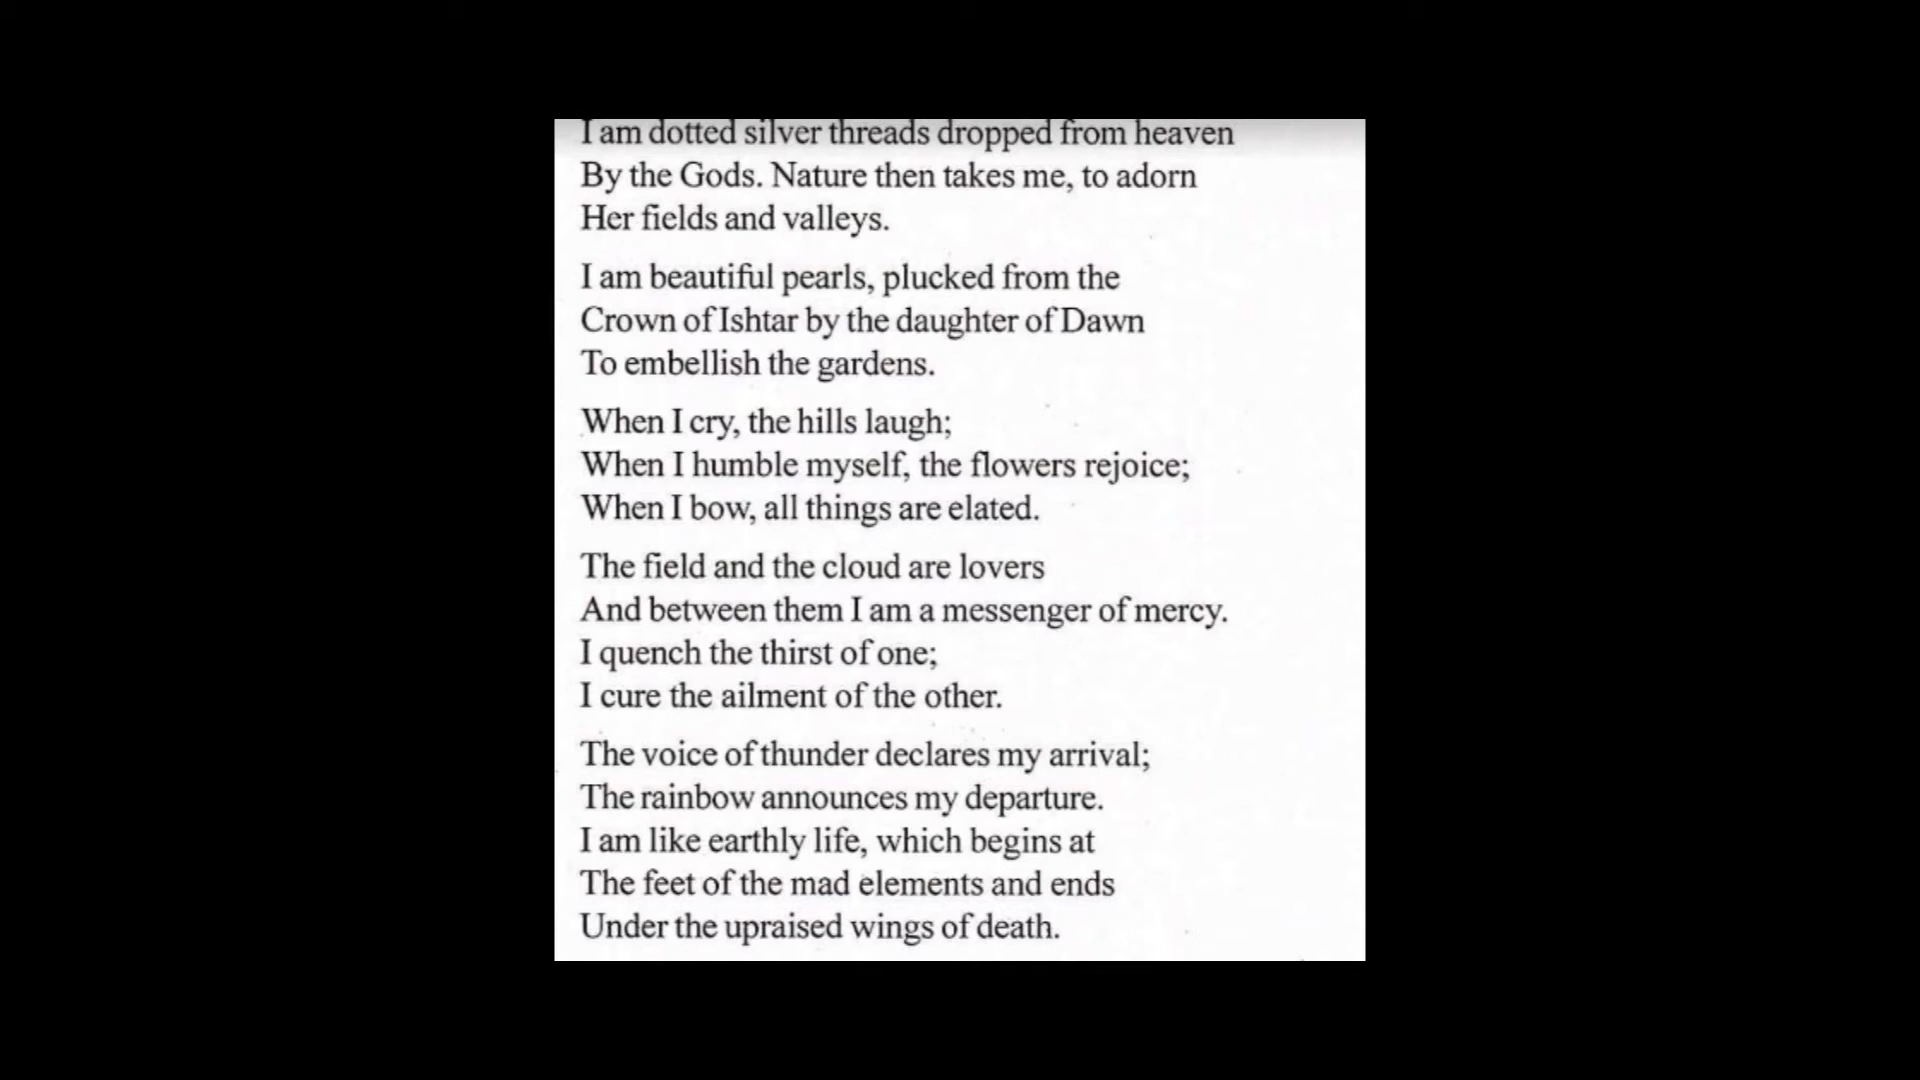 I am dotted silver threads dropped from heaven
By the Gods. Nature then takes me, to adorn
Her fields and valleys.
I am beautiful pearls, plucked from the
Crown of Ishtar by the daughter of Dawn
To embellish the gardens.
When I cry, the hills laugh;
When I humble myself, the flowers rejoice;
When I bow, all things are elated.
The field and the cloud are lovers
And between them I am a messenger of mercy.
I quench the thirst of one;
I cure the ailment of the other.
The voice of thunder declares my arrival;
The rainbow announces my departure.
I am like earthly life, which begins at
The feet of the mad elements and ends
Under the upraised wings of death.